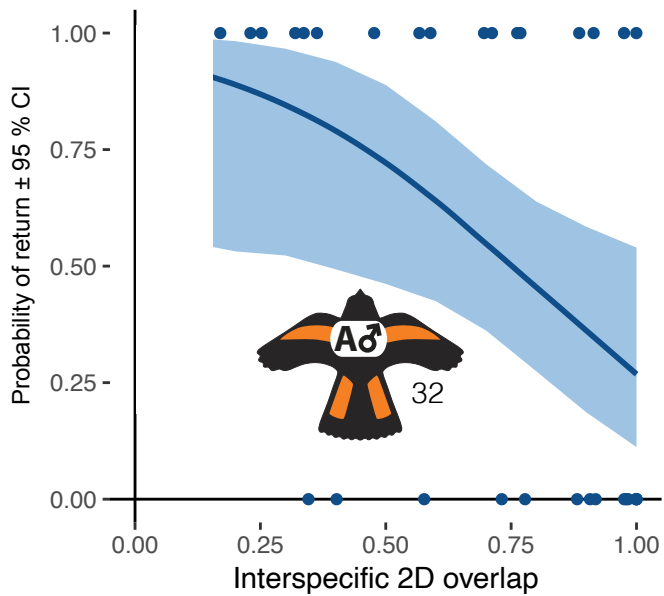 Probability of return ± 95 % CI
1.00
0.75
0.50
0.25
0.00
A♂
32
0.00 0.25 0.50 0.75 1.00
Interspecific 2D overlap